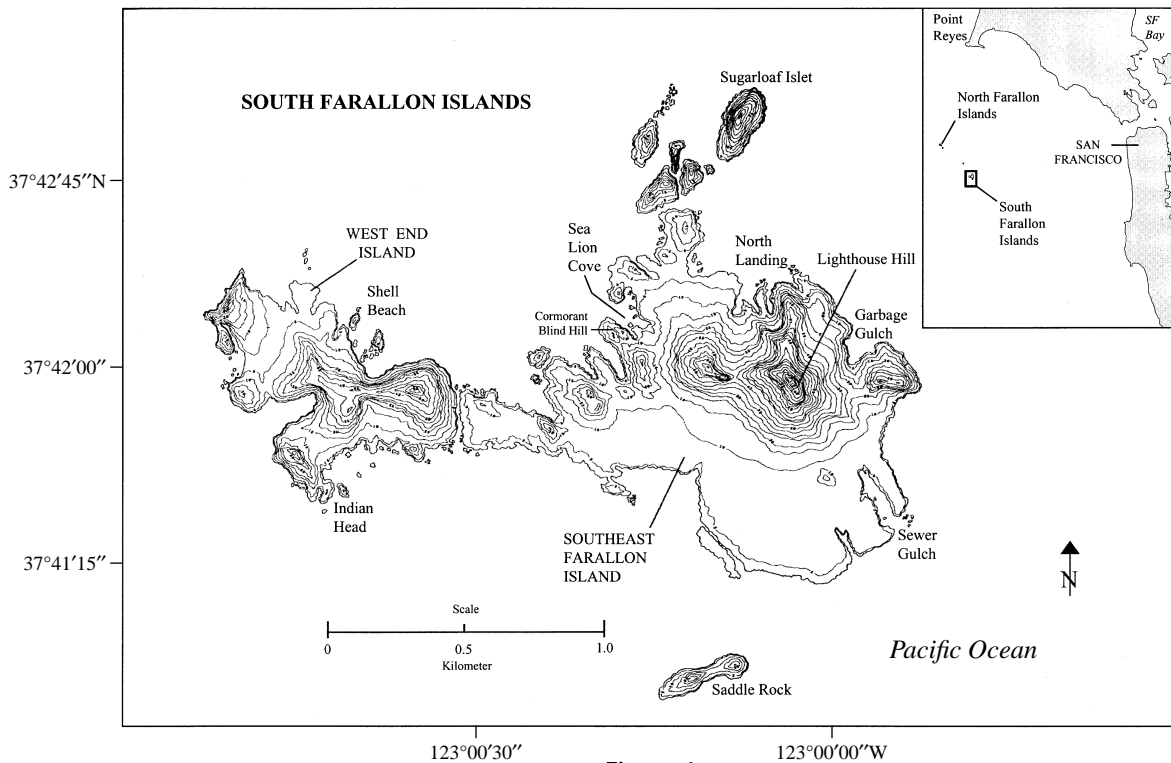 Point
Reyes
SF
Bay
North Farallon
Islands
SAN
FRANCISCO
South
Farallon
Islands
SOUTH FARALLON ISLANDS
Sugarloaf Islet
37°42′45″N
WEST END
ISLAND
Sea
Lion
Cove
North
Landing
Lighthouse Hill
Shell
Beach
Cormorant
Blind Hill
Garbage
Gulch
37°42′00″
Indian
Head
SOUTHEAST
FARALLON
ISLAND
Sewer
Gulch
37°41′15″
N
Scale
0
0.5
1.0
Kilometer
Pacific Ocean
Saddle Rock
123°00′30″
123°00′00″W